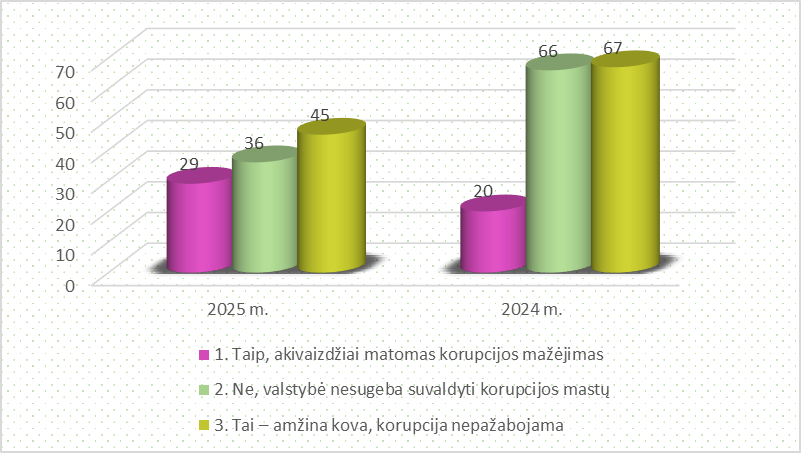 66
67
70
60
50
40
30
20
10
0
45
36
29
20
2025 m.
2024 m.
1. Taip, akivaizdžiai matomas korupcijos mažėjimas
2. Ne, valstybė nesugeba suvaldyti korupcijos mastų
3. Tai – amžina kova, korupcija nepažabojama